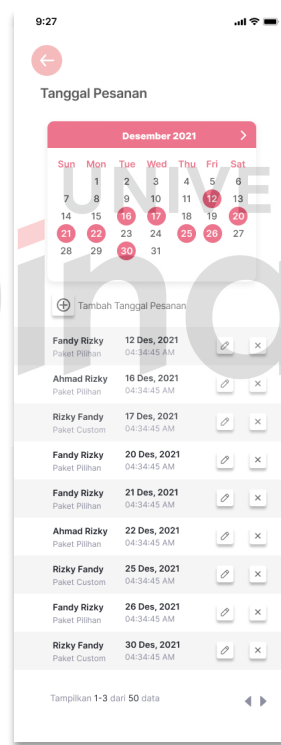 9:27
Tanggal Pesanan
Desember 2021
Sun Mon Tue Wed Thu Fri Sat
1 2 3 4 5 6
7 8 9 10 11 12 13
14 15 16 17 18 19 20
21 22 23 24 25 26 27
28 29 30 31
UNIVE
Tambah Tanggal Pesanan
Fandy Rizky 12 Des, 2021
Paket Pilihan 04:34:45 AM
Ahmad Rizky 16 Des, 2021
Paket Pilihan 04:34:45 AM
Rizky Fandy 17 Des, 2021
Paket Custom 04:34:45 AM
Fandy Rizky 20 Des, 2021
Paket Pilihan 04:34:45 AM
Fandy Rizky 21 Des, 2021
Paket Pilihan 04:34:45 AM
Ahmad Rizky 22 Des, 2021
Paket Pilihan 04:34:45 AM
Rizky Fandy 25 Des, 2021
Paket Custom 04:34:45 AM
Fandy Rizky 26 Des, 2021
Paket Pilihan 04:34:45 AM
Rizky Fandy 30 Des, 2021
Paket Custom 04:34:45 AM
Tampilkan 1-3 dari 50 data